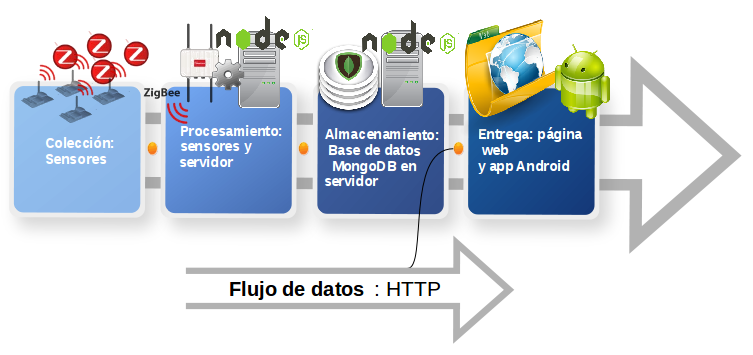 node JS
node JS
ZigBee
Colección:
Sensores
Procesamiento:
sensores y
servidor
Almacenamiento:
Base de datos
MongoDB en
servidor
Entrega: página
web
y app Android
Flujo de datos : HTTP